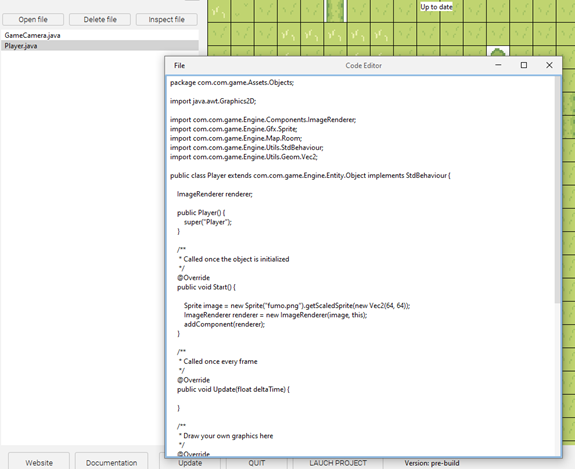 Open file Delete file Inspect file
Up to date
GameCamera.java
Player.java
File Code Editor
package com.com.game.Assets.Objects;
import java.awt.Graphics2D;
import com.com.game.Engine.Components.ImageRenderer;
import com.com.game.Engine.Gfx.Sprite;
import com.com.game.Engine.Map.Room;
import com.com.game.Engine.Utils.StdBehaviour;
import com.com.game.Engine.Utils.Geom.Vec2;
public class Player extends com.com.game.Engine.Entity.Object implements StdBehaviour {
ImageRenderer renderer;
public Player() {
super("Player");
}
/**
* Called once the object is initialized
*/
@Override
public void Start() {
Sprite image = new Sprite("fumo.png").getScaledSprite(new Vec2(64, 64));
ImageRenderer renderer = new ImageRenderer(image, this);
addComponent(renderer);
}
/**
* Called once every frame
*/
@Override
public void Update(float deltaTime) {
}
/**
* Draw your own graphics here
*/
@Override
Website Documentation Update QUIT LAUCH PROJECT Version: pre-build